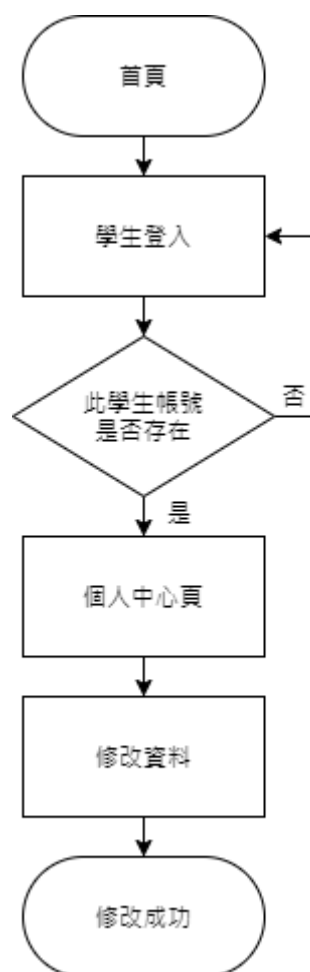 首頁
學生登入
此學生帳號
是否存在
否
是
個人中心頁
修改資料
修改成功